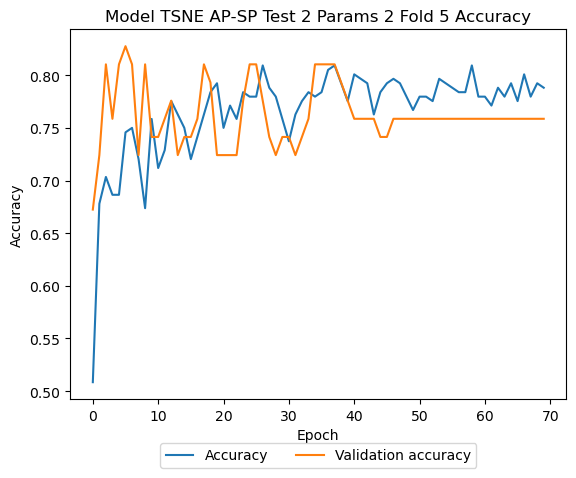 Model TSNE AP-SP Test 2 Params 2 Fold 5 Accuracy
Accuracy
0.80
0.75
0.70
0.65
0.60
0.55
0.50
0 10 20 30 40 50 60 70
Epoch
Accuracy Validation accuracy